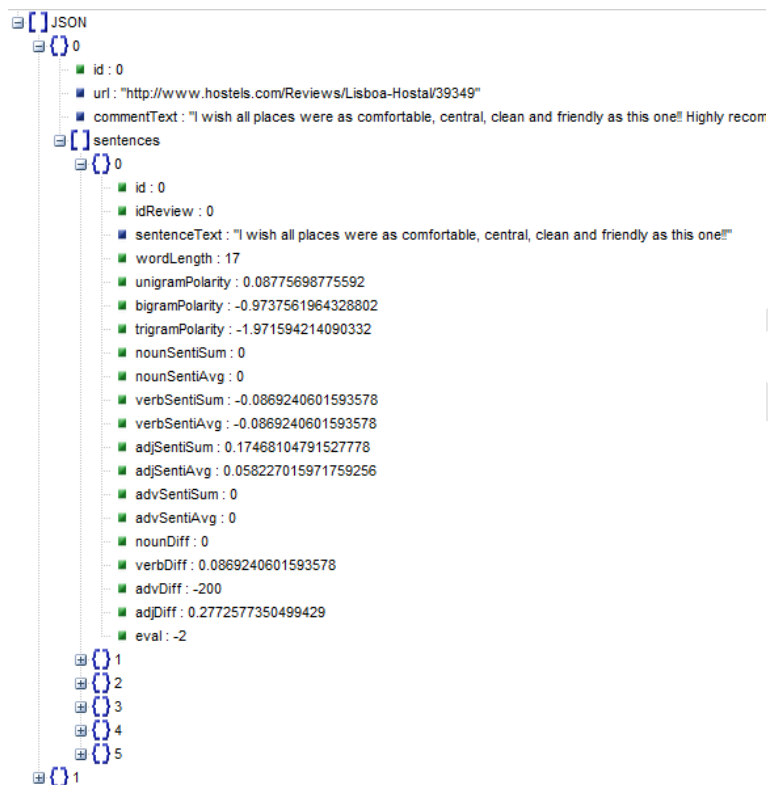 JSON
0
id : 0
url : "http://www.hostels.com/Reviews/Lisboa-Hostal/39349"
commentText : "I wish all places were as comfortable, central, clean and friendly as this one!! Highly recom
sentences
0
id : 0
idReview : 0
sentenceText : "I wish all places were as comfortable, central, clean and friendly as this one!!"
wordLength : 17
unigramPolarity : 0.08775698775592
bigramPolarity : -0.9737561964328802
trigramPolarity : -1.971594214090332
nounSentiSum : 0
nounSentiAvg : 0
verbSentiSum : -0.0869240601593578
verbSentiAvg : -0.0869240601593578
adjSentiSum : 0.17468104791527778
adjSentiAvg : 0.058227015971759256
advSentiSum : 0
advSentiAvg : 0
nounDiff : 0
verbDiff : 0.0869240601593578
advDiff : -200
adjDiff : 0.2772577350499429
eval : -2
1
2
3
4
5
1